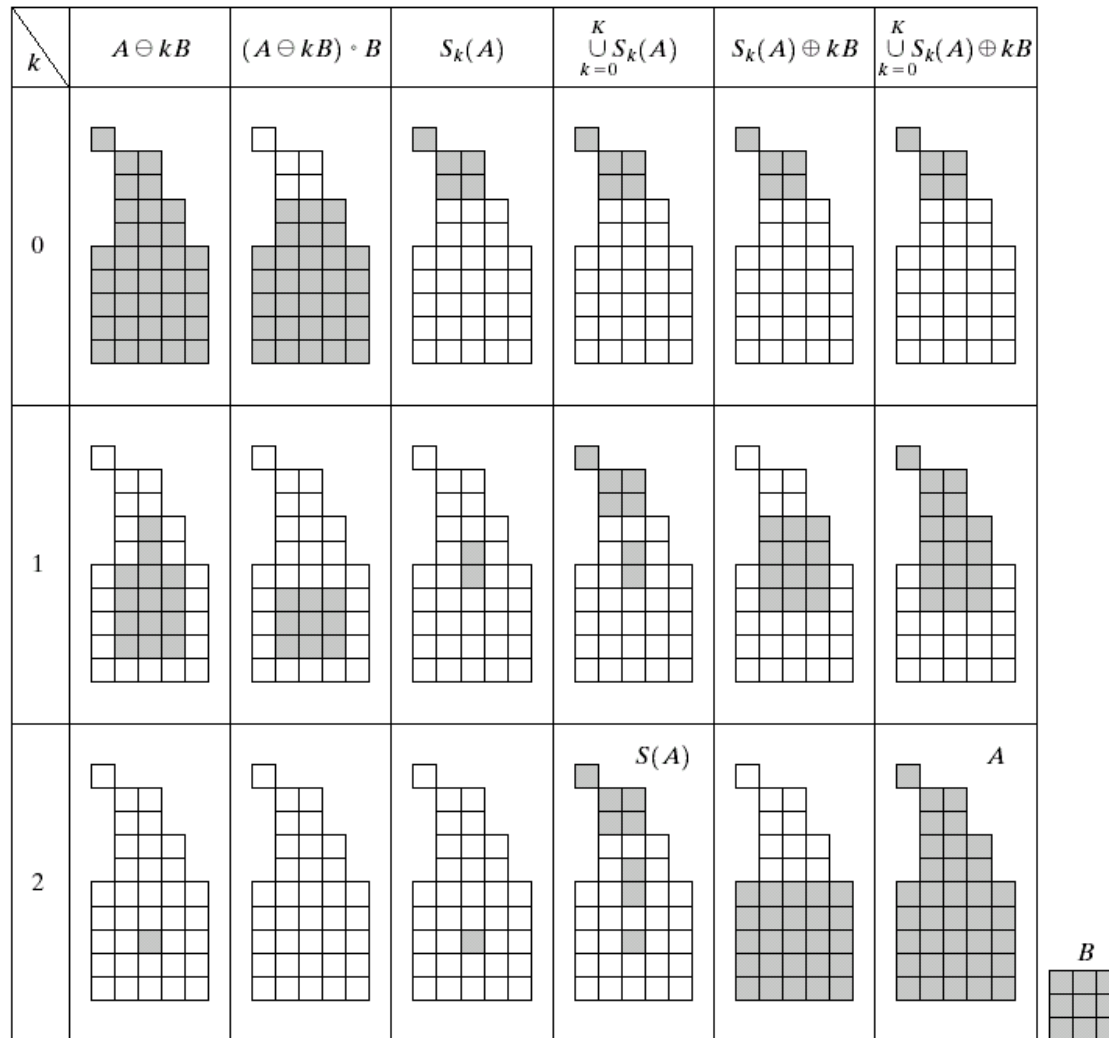 k A ⊖ kB (A ⊖ kB) ∘ B S_k(A) ⋃_{k=0}^{K} S_k(A) S_k(A) ⊕ kB ⋃_{k=0}^{K} S_k(A) ⊕ kB
0
1
2
S(A) A
B